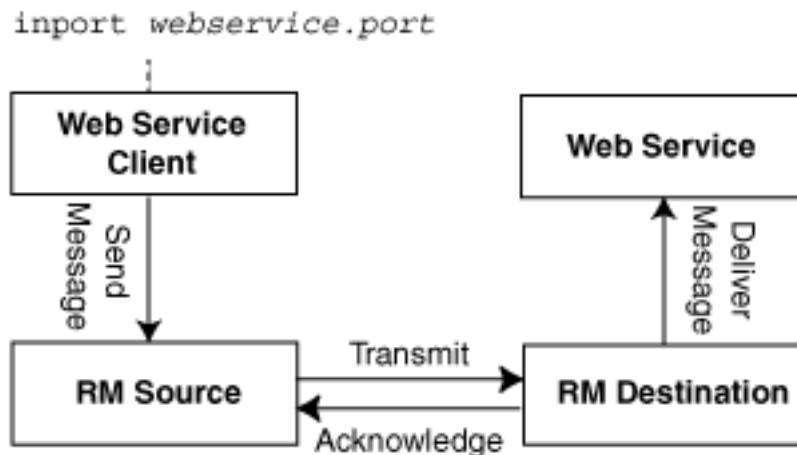 inport webservice.port
Web Service
Client
Web Service
Send
Message
Deliver
Message
RM Source
Transmit
Acknowledge
RM Destination